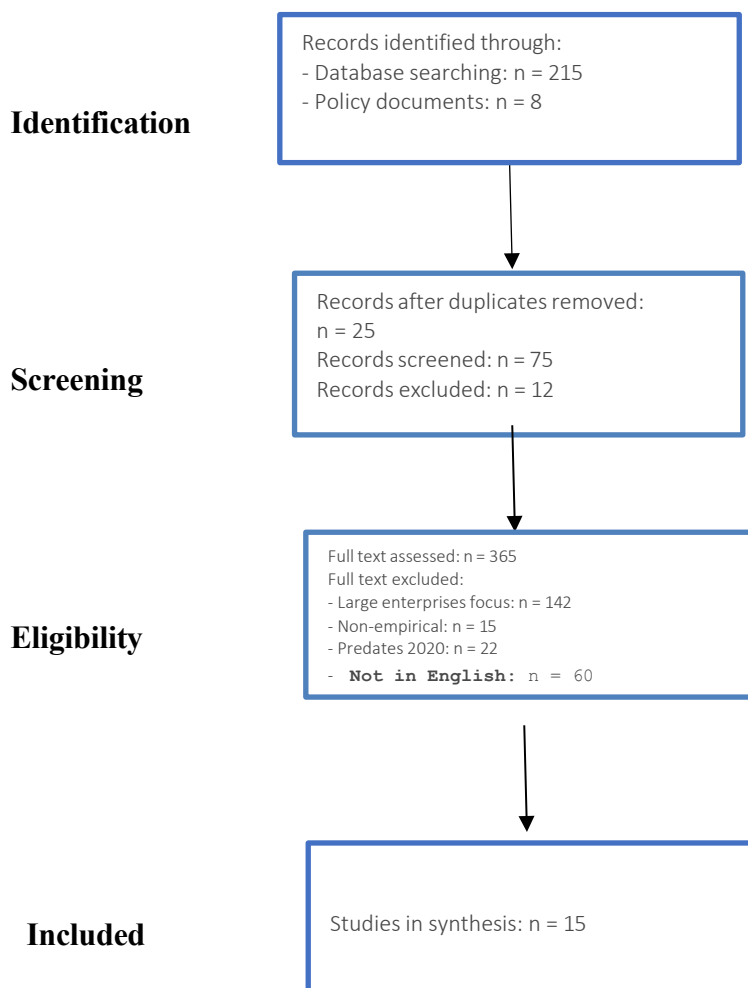 Records identified through:
- Database searching: n = 215
- Policy documents: n = 8
Identification
Records after duplicates removed:
n = 25
Records screened: n = 75
Records excluded: n = 12
Screening
Full text assessed: n = 365
Full text excluded:
- Large enterprises focus: n = 142
- Non-empirical: n = 15
- Predates 2020: n = 22
- Not in English: n = 60
Eligibility
Studies in synthesis: n = 15
Included